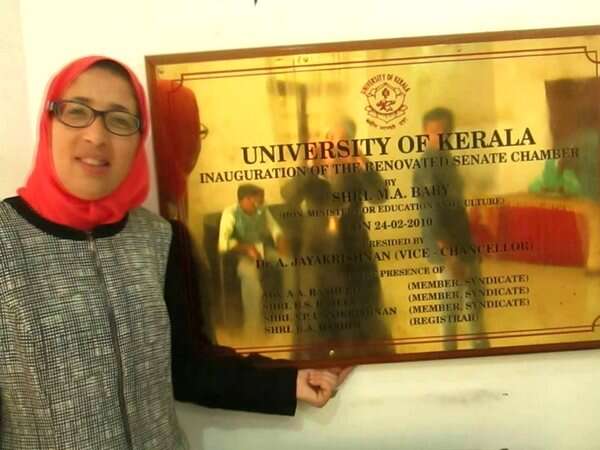 UNIVERSITY OF KERALA
UNIVERSITY OF KERALA
INAUGURATION OF THE RENOVATED SENATE CHAMBER
BY
SHRI. M.A. BABY
(HON. MINISTER FOR EDUCATION AND CULTURE)
ON 24-02-2010
PRESIDED BY
Dr. A. JAYAKRISHNAN (VICE - CHANCELLOR)
PRESENCE OF
(MEMBER, SYNDICATE)
SHRI. (MEMBER, SYNDICATE)
SHRI. (MEMBER, SYNDICATE)
SHRI. (REGISTRAR)